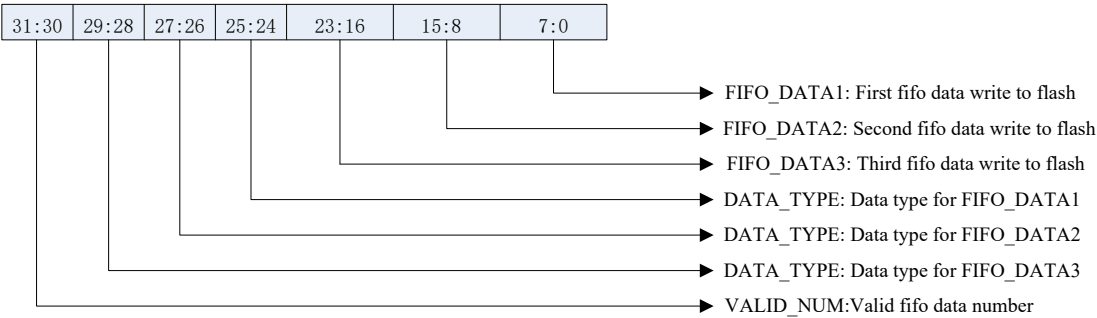 31:30 29:28 27:26 25:24 23:16 15:8 7:0
FIFO_DATA1: First fifo data write to flash
FIFO_DATA2: Second fifo data write to flash
FIFO_DATA3: Third fifo data write to flash
DATA_TYPE: Data type for FIFO_DATA1
DATA_TYPE: Data type for FIFO_DATA2
DATA_TYPE: Data type for FIFO_DATA3
VALID_NUM:Valid fifo data number